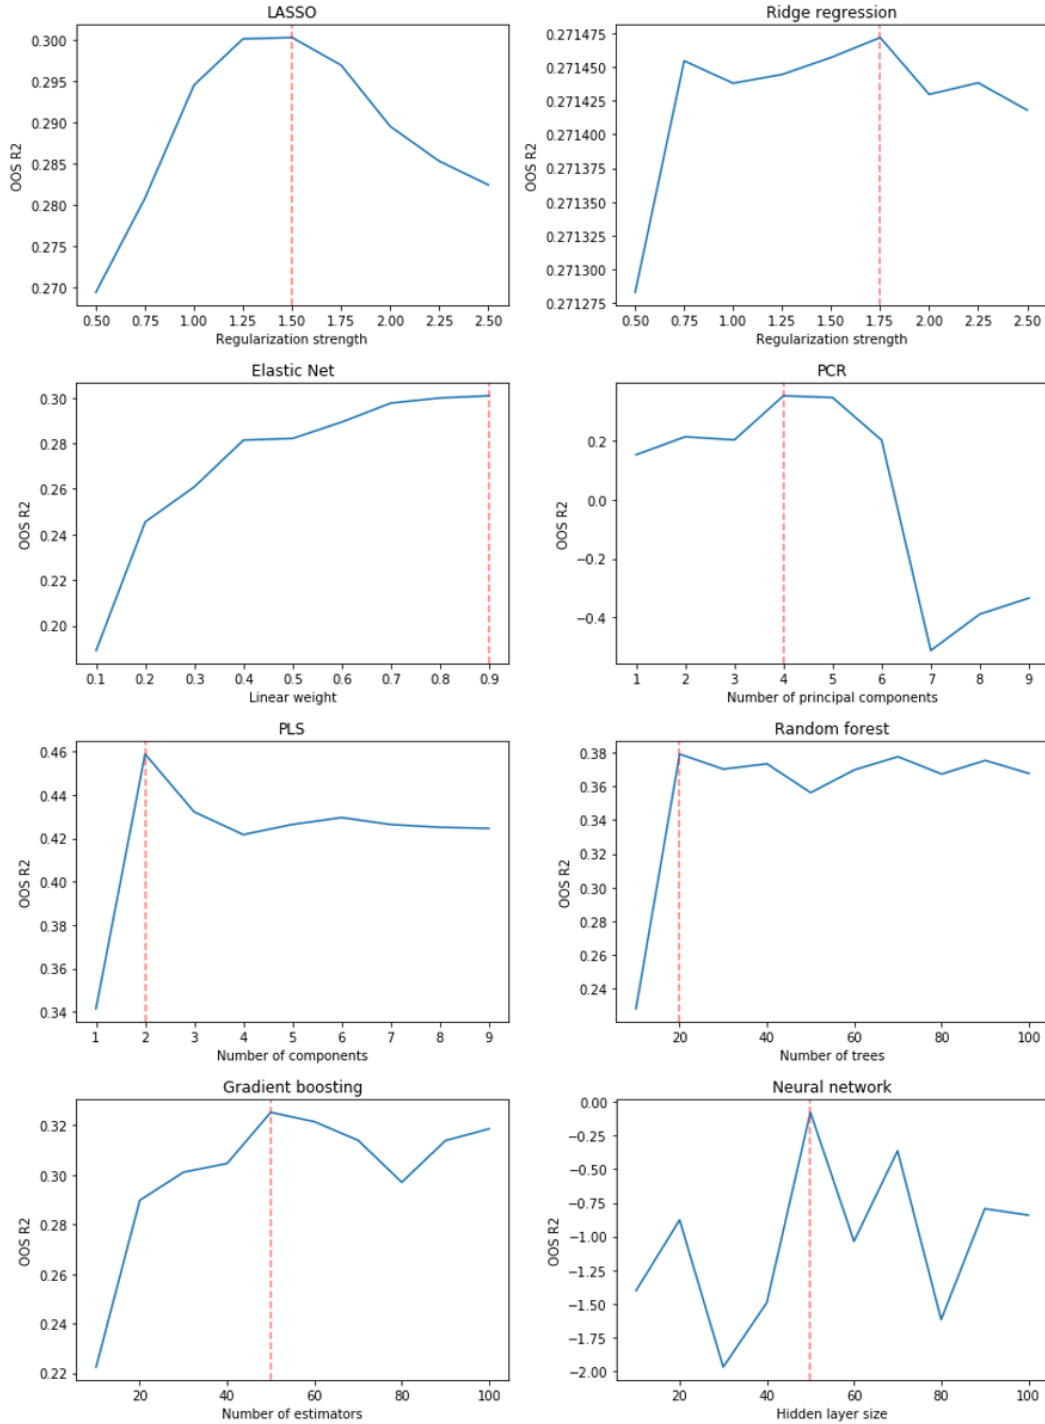 LASSO
OOS R2
0.300
0.295
0.290
0.285
0.280
0.275
0.270
0.50 0.75 1.00 1.25 1.50 1.75 2.00 2.25 2.50
Regularization strength
Ridge regression
OOS R2
0.271475
0.271450
0.271425
0.271400
0.271375
0.271350
0.271325
0.271300
0.271275
0.50 0.75 1.00 1.25 1.50 1.75 2.00 2.25 2.50
Regularization strength
Elastic Net
OOS R2
0.30
0.28
0.26
0.24
0.22
0.20
0.1 0.2 0.3 0.4 0.5 0.6 0.7 0.8 0.9
Linear weight
PCR
OOS R2
0.2
0.0
−0.2
−0.4
1 2 3 4 5 6 7 8 9
Number of principal components
PLS
OOS R2
0.46
0.44
0.42
0.40
0.38
0.36
0.34
1 2 3 4 5 6 7 8 9
Number of components
Random forest
OOS R2
0.38
0.36
0.34
0.32
0.30
0.28
0.26
0.24
20 40 60 80 100
Number of trees
Gradient boosting
OOS R2
0.32
0.30
0.28
0.26
0.24
0.22
20 40 60 80 100
Number of estimators
Neural network
OOS R2
0.00
−0.25
−0.50
−0.75
−1.00
−1.25
−1.50
−1.75
−2.00
20 40 60 80 100
Hidden layer size